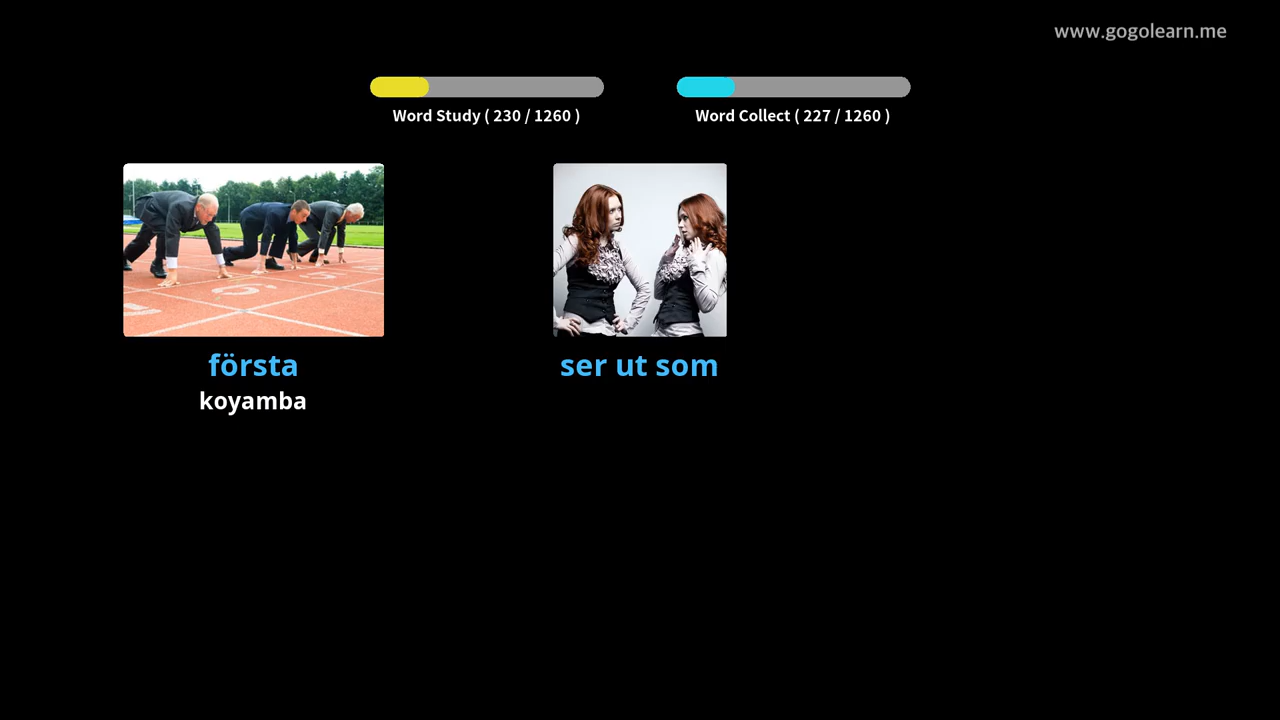 www.gogolearn.me
Word Study ( 230 / 1260 )
Word Collect ( 227 / 1260 )
första
koyamba
ser ut som